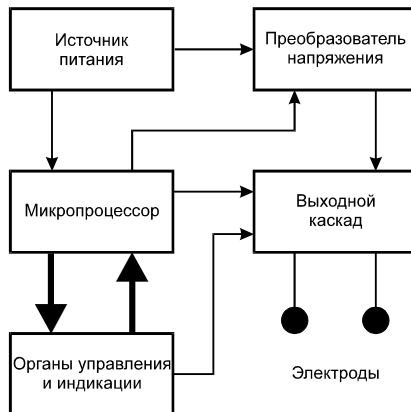 Источник
питания
Преобразователь
напряжения
Микропроцессор
Выходной
каскад
Органы управления
и индикации
Электроды